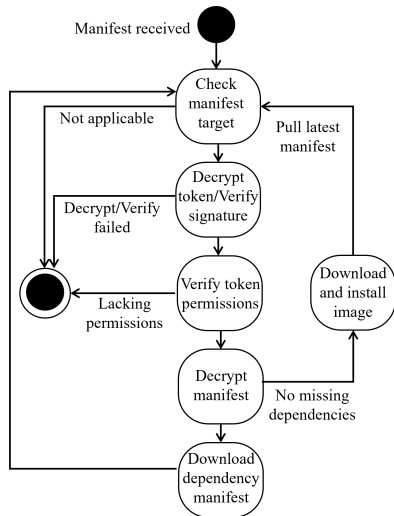 Manifest received
Check
manifest
target
Not applicable
Pull latest
manifest
Decrypt
token/Verify
signature
Decrypt/Verify
failed
Verify token
permissions
Download
and install
image
Lacking
permissions
Decrypt
manifest
No missing
dependencies
Download
dependency
manifest